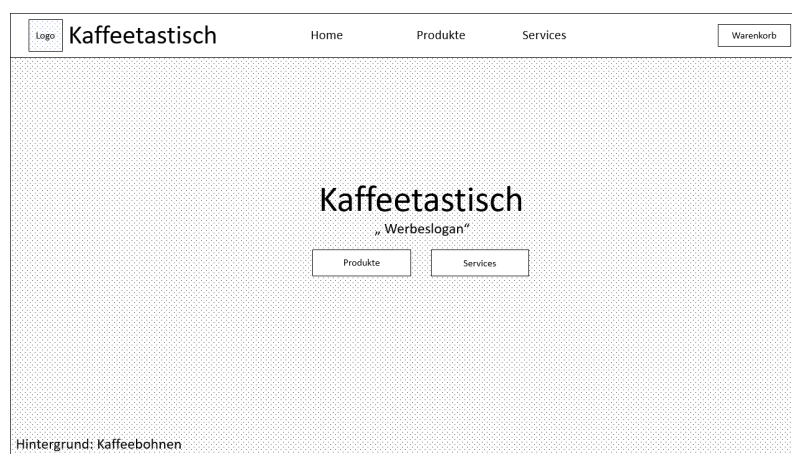 Logo Kaffeetastisch Home Produkte Services Warenkorb
Kaffeetastisch
„ Werbeslogan“
Produkte Services
Hintergrund: Kaffeebohnen